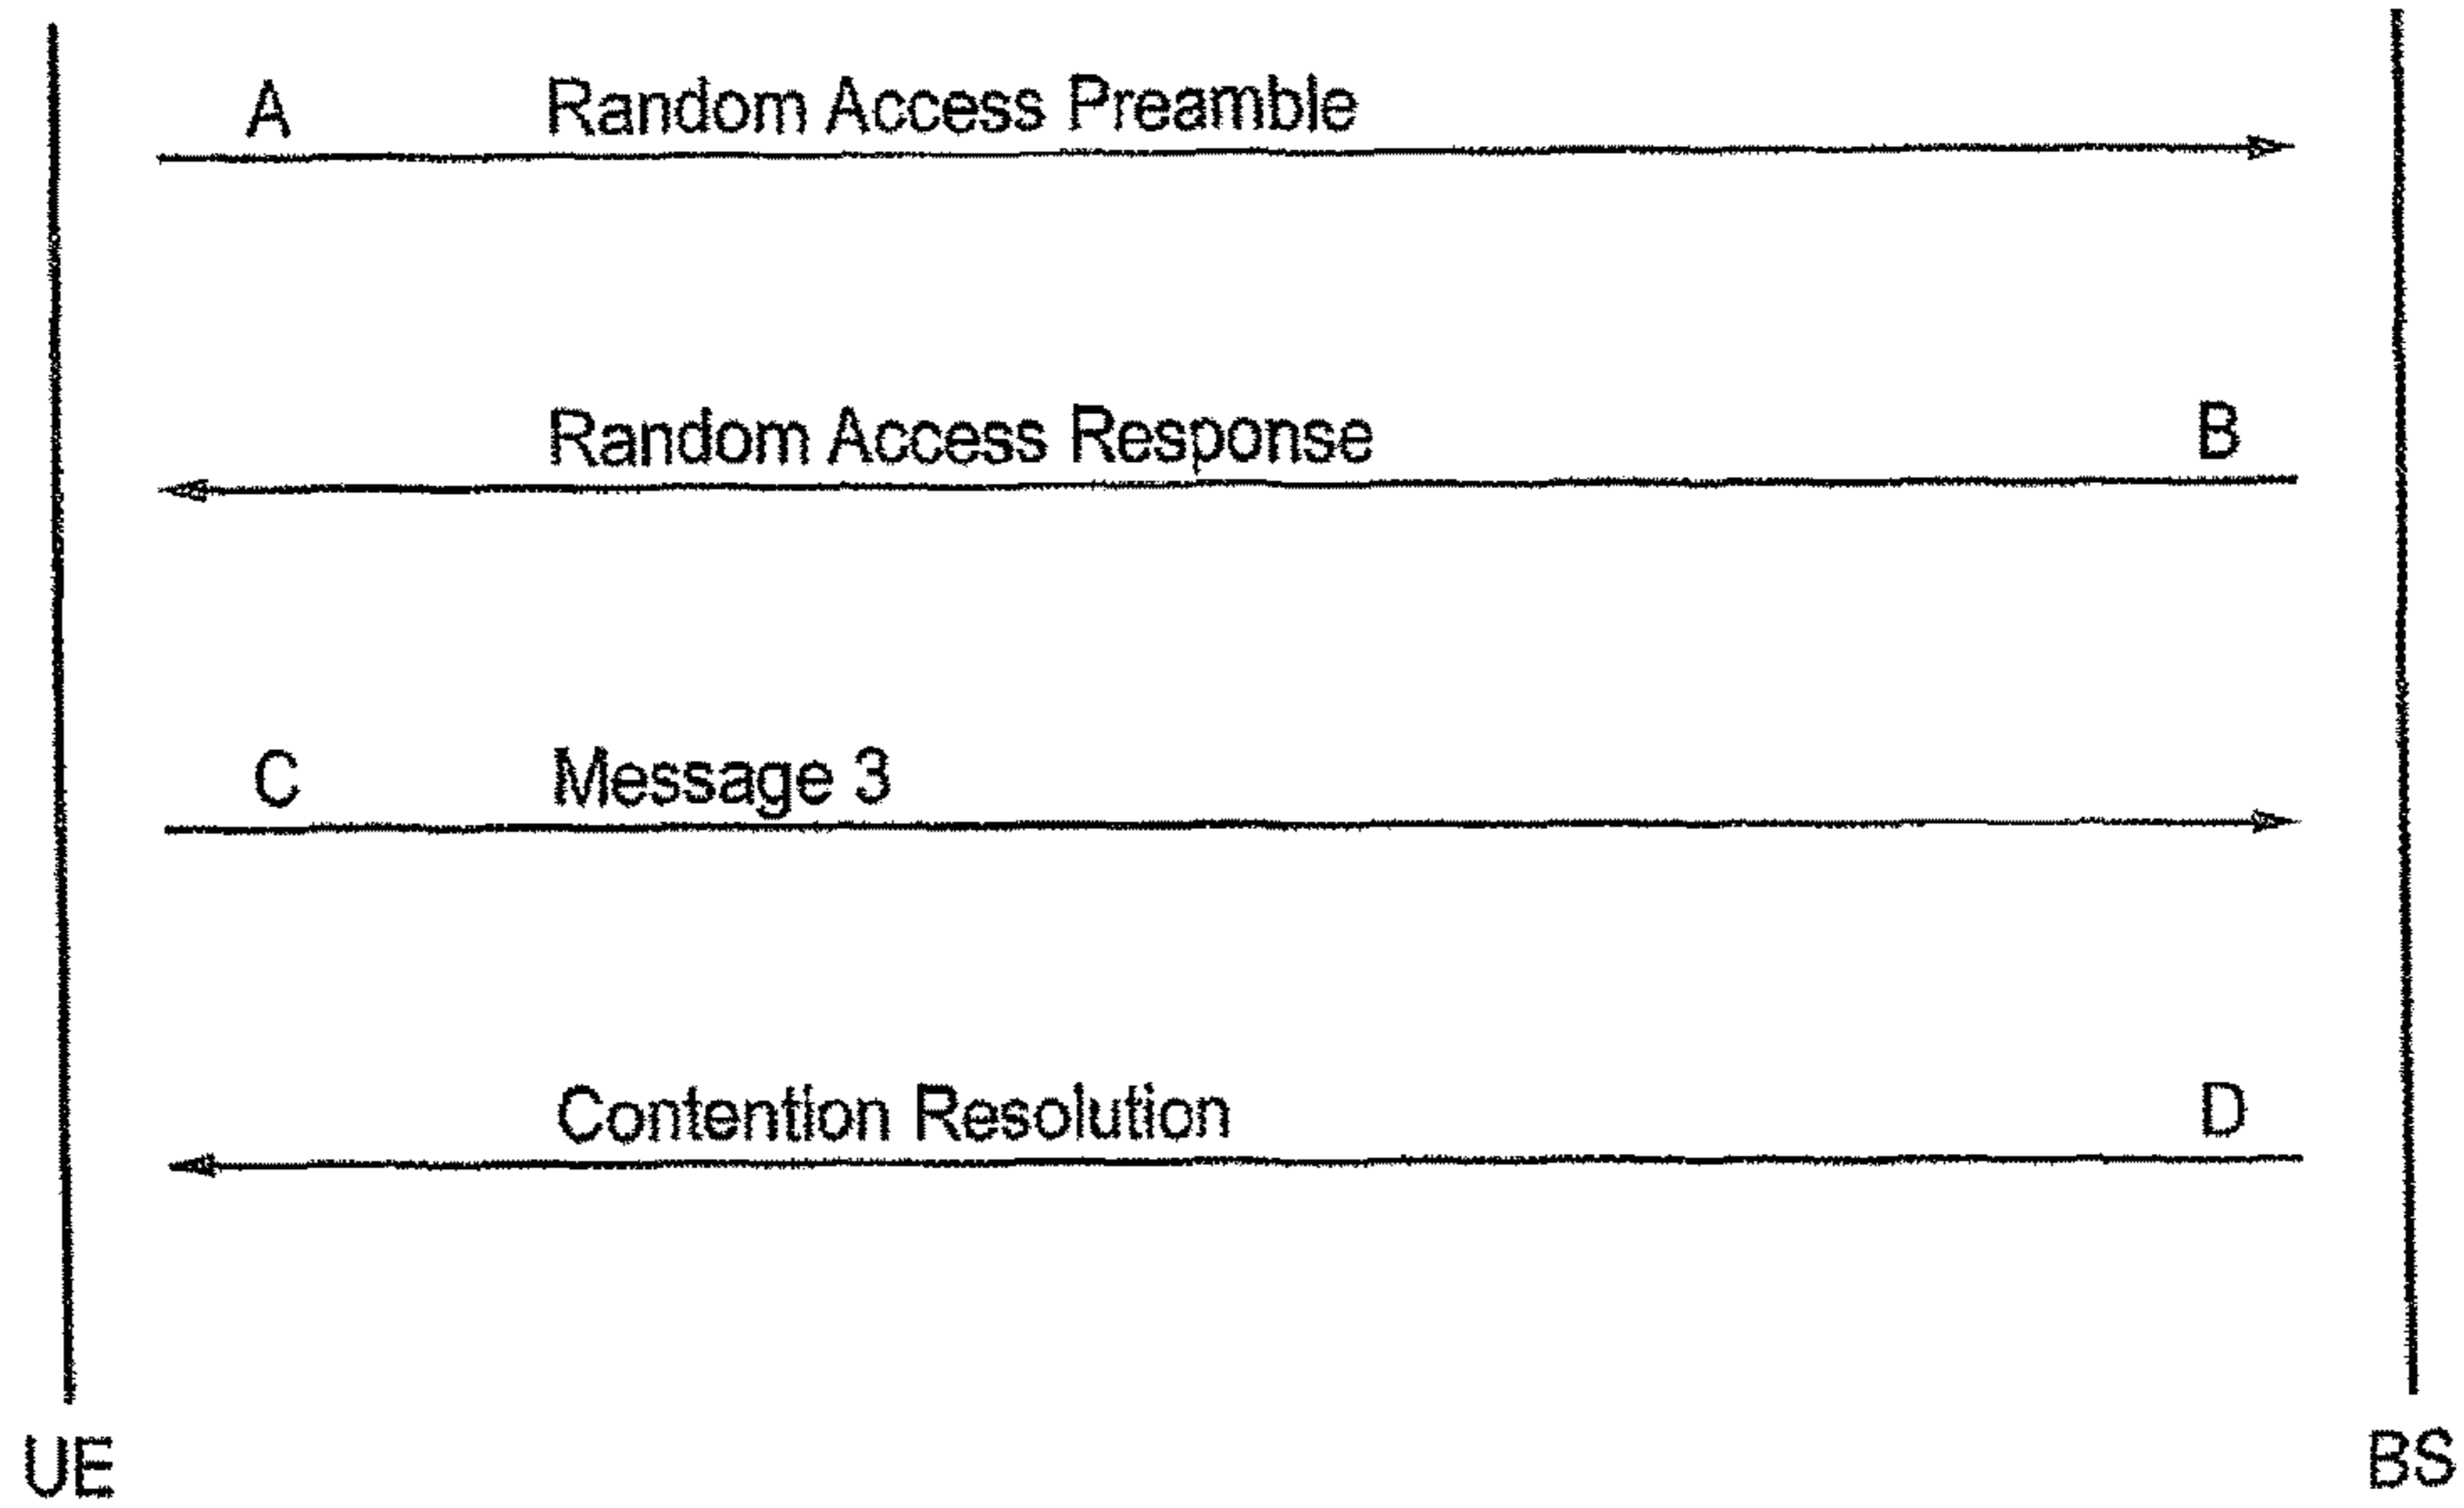 A Random Access Preamble
Random Access Response B
C Message 3
Contention Resolution D
UE BS